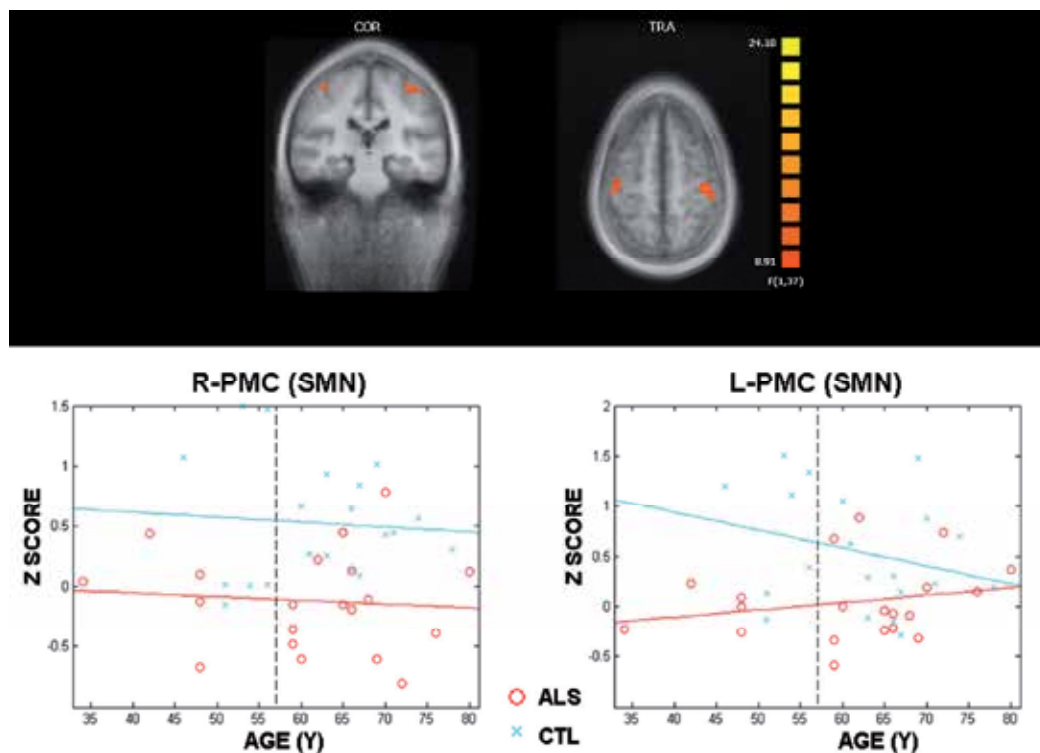 COR
TRA
24.10
8.91
F(1,37)
R-PMC (SMN)
1.5
1
0.5
0
-0.5
Z SCORE
35 40 45 50 55 60 65 70 75 80
AGE (Y)
L-PMC (SMN)
2
1.5
1
0.5
0
-0.5
Z SCORE
35 40 45 50 55 60 65 70 75 80
AGE (Y)
ALS
CTL